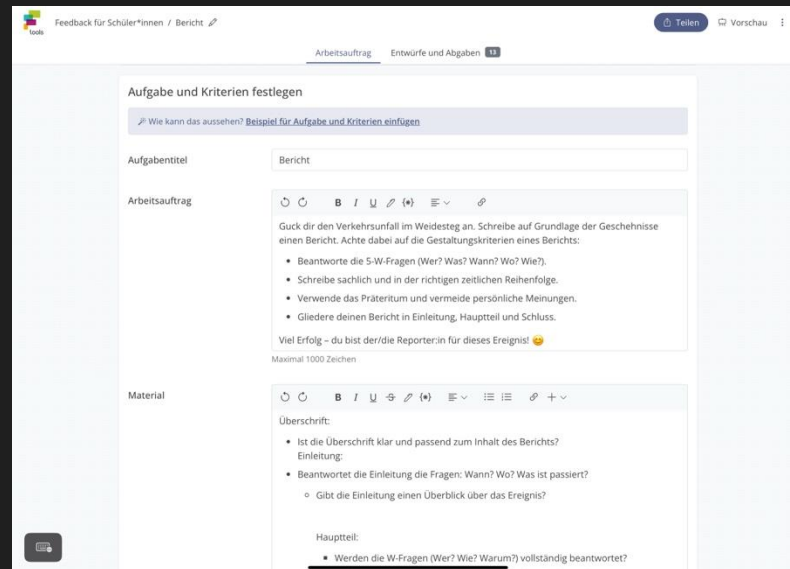 tools
Feedback für Schüler*innen / Bericht
Teilen
Vorschau
Arbeitsauftrag
Entwürfe und Abgaben 13
Aufgabe und Kriterien festlegen
Wie kann das aussehen? Beispiel für Aufgabe und Kriterien einfügen
Aufgabentitel
Bericht
Arbeitsauftrag
B I U
Guck dir den Verkehrsunfall im Weidesteg an. Schreibe auf Grundlage der Geschehnisse
einen Bericht. Achte dabei auf die Gestaltungskriterien eines Berichts:
• Beantworte die 5-W-Fragen (Wer? Was? Wann? Wo? Wie?).
• Schreibe sachlich und in der richtigen zeitlichen Reihenfolge.
• Verwende das Präteritum und vermeide persönliche Meinungen.
• Gliedere deinen Bericht in Einleitung, Hauptteil und Schluss.
Viel Erfolg – du bist der/die Reporter:in für dieses Ereignis! 😊
Maximal 1000 Zeichen
Material
B I U S
Überschrift:
• Ist die Überschrift klar und passend zum Inhalt des Berichts?
Einleitung:
• Beantwortet die Einleitung die Fragen: Wann? Wo? Was ist passiert?
◦ Gibt die Einleitung einen Überblick über das Ereignis?
Hauptteil:
▪ Werden die W-Fragen (Wer? Wie? Warum?) vollständig beantwortet?